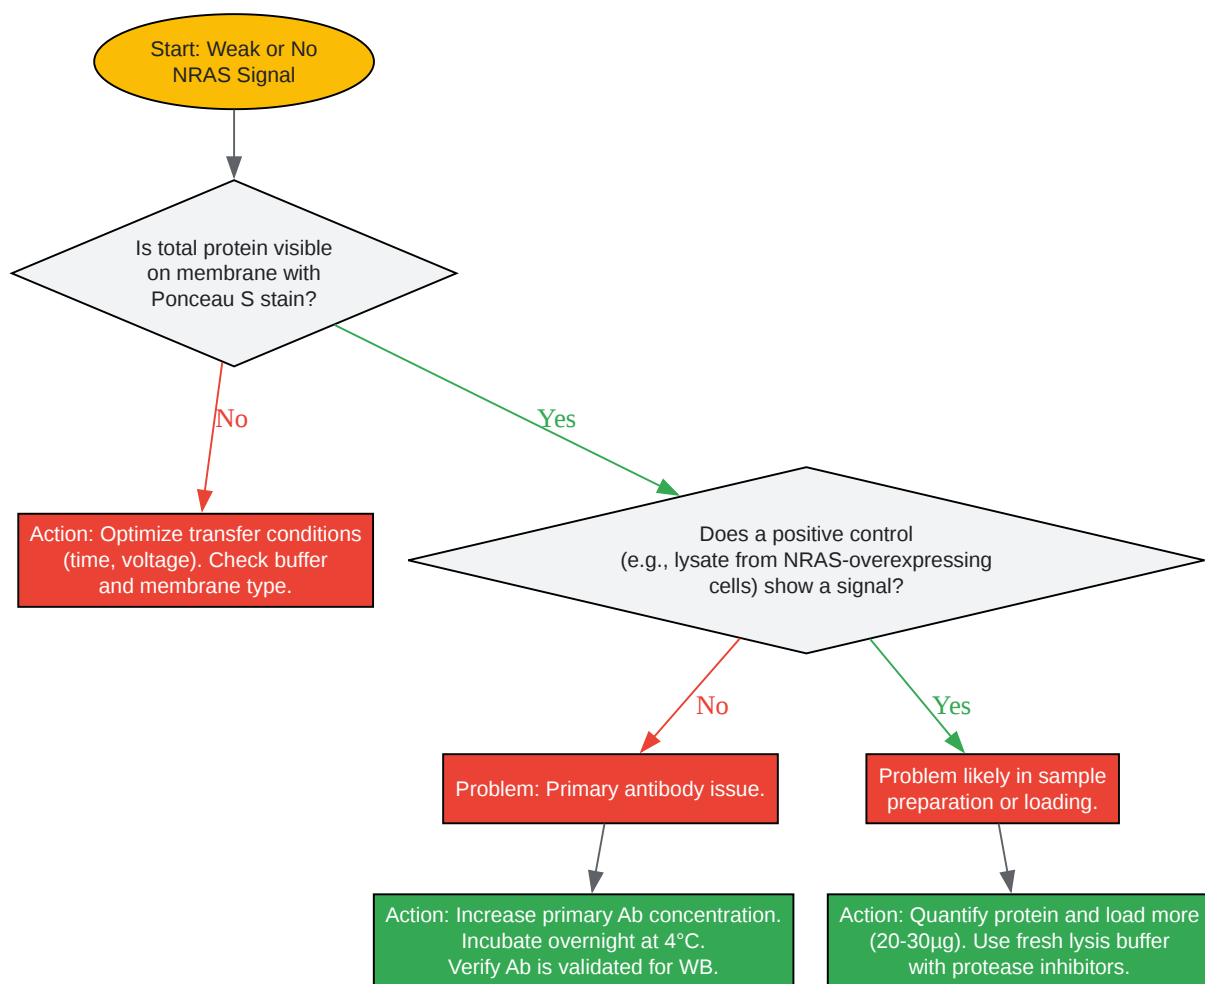 Start: Weak or No
NRAS Signal
Is total protein visible
on membrane with
Ponceau S stain?
No
Yes
Action: Optimize transfer conditions
(time, voltage). Check buffer
and membrane type.
Does a positive control
(e.g., lysate from NRAS-overexpressing
cells) show a signal?
No
Yes
Problem: Primary antibody issue.
Problem likely in sample
preparation or loading.
Action: Increase primary Ab concentration.
Incubate overnight at 4°C.
Verify Ab is validated for WB.
Action: Quantify protein and load more
(20-30µg). Use fresh lysis buffer
with protease inhibitors.